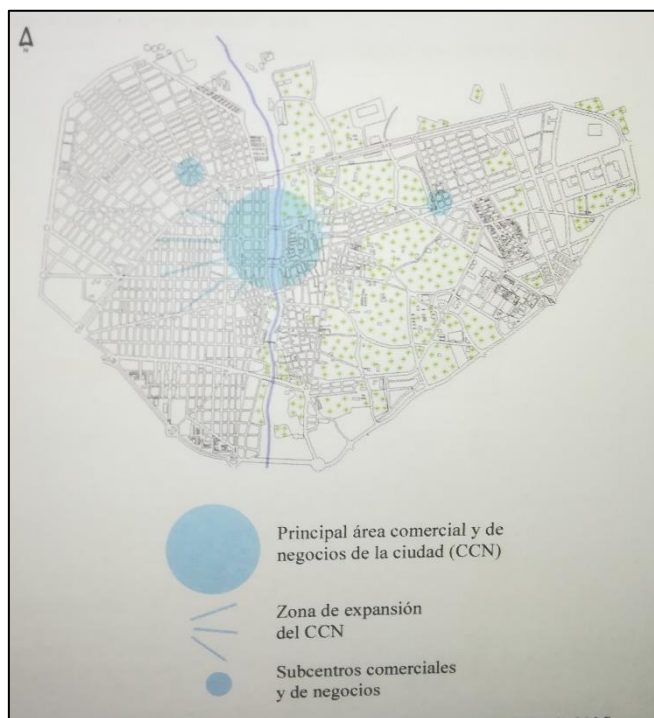 N
Principal área comercial y de
negocios de la ciudad (CCN)
Zona de expansión
del CCN
Subcentros comerciales
y de negocios